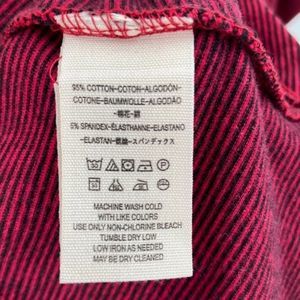 95% COTTON-COTON-ALGODÓN-
COTONE-BAUMWOLLE-ALGODÃO
-棉花-綿
5% SPANDEX-ÉLASTHANNE-ELASTANO
-ELASTAN-氨纶-スパンデックス
MACHINE WASH COLD
WITH LIKE COLORS
USE ONLY NON-CHLORINE BLEACH
TUMBLE DRY LOW
LOW IRON AS NEEDED
MAY BE DRY CLEANED